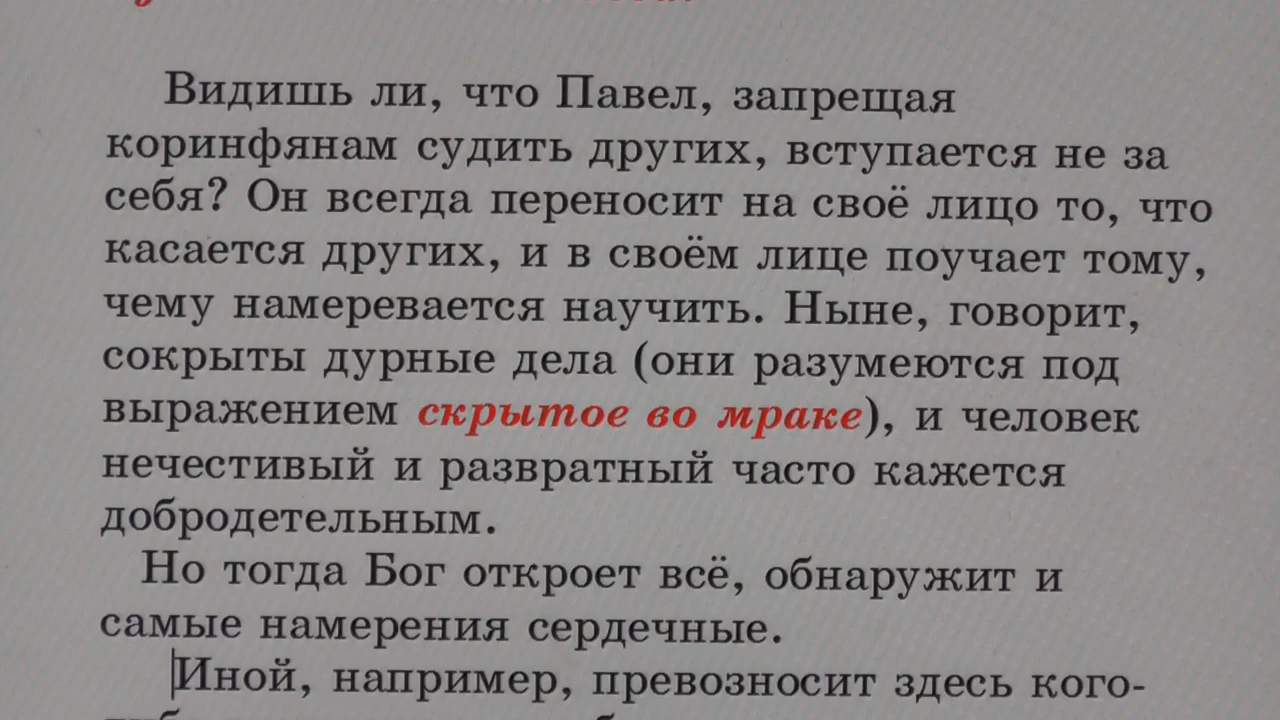 Видишь ли, что Павел, запрещая
коринфянам судить других, вступается не за
себя? Он всегда переносит на своё лицо то, что
касается других, и в своём лице поучает тому,
чему намеревается научить. Ныне, говорит,
сокрыты дурные дела (они разумеются под
выражением скрытое во мраке), и человек
нечестивый и развратный часто кажется
добродетельным.
Но тогда Бог откроет всё, обнаружит и
самые намерения сердечные.
Иной, например, превозносит здесь кого-